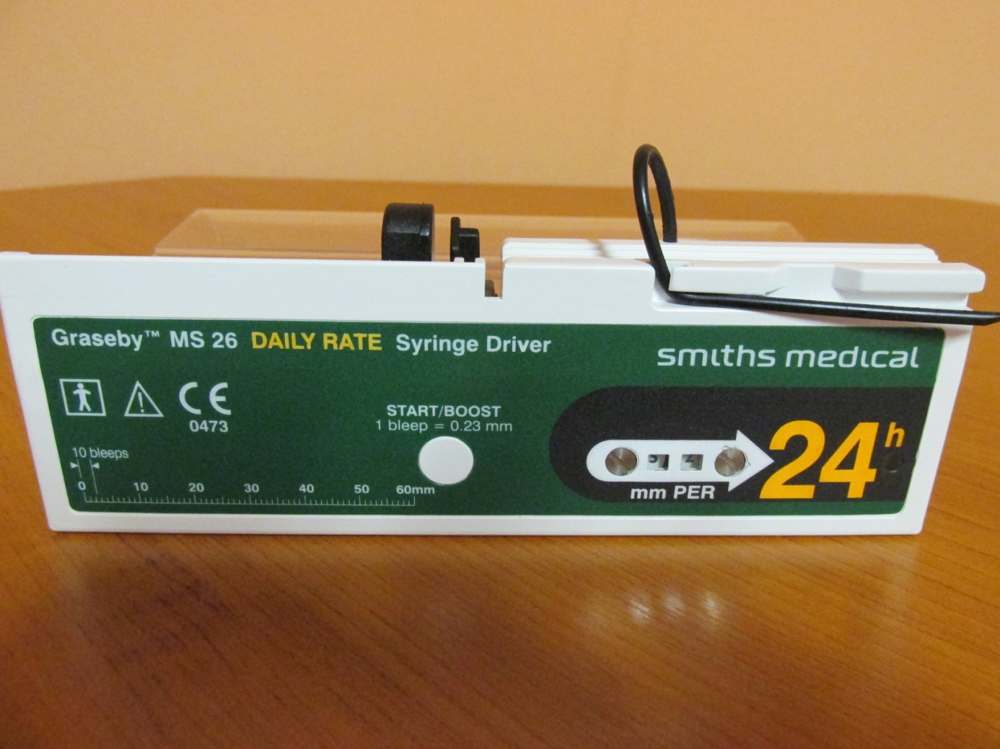 Graseby™ MS 26 DAILY RATE Syringe Driver
smiths medical
CE
0473
START/BOOST
1 bleep = 0.23 mm
10 bleeps
0 10 20 30 40 50 60mm
24h
mm PER